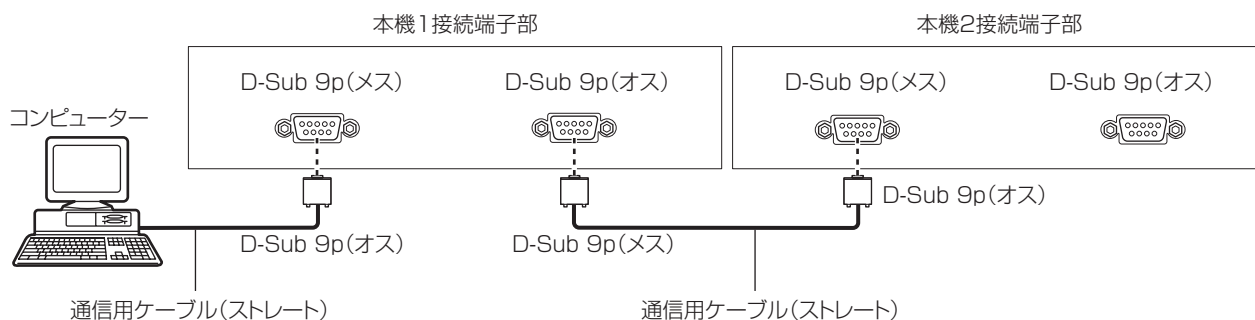 本機1接続端子部
本機2接続端子部
D-Sub 9p（メス）
D-Sub 9p（オス）
D-Sub 9p（メス）
D-Sub 9p（オス）
コンピューター
D-Sub 9p（オス）
D-Sub 9p（オス）
D-Sub 9p（メス）
通信用ケーブル（ストレート）
通信用ケーブル（ストレート）